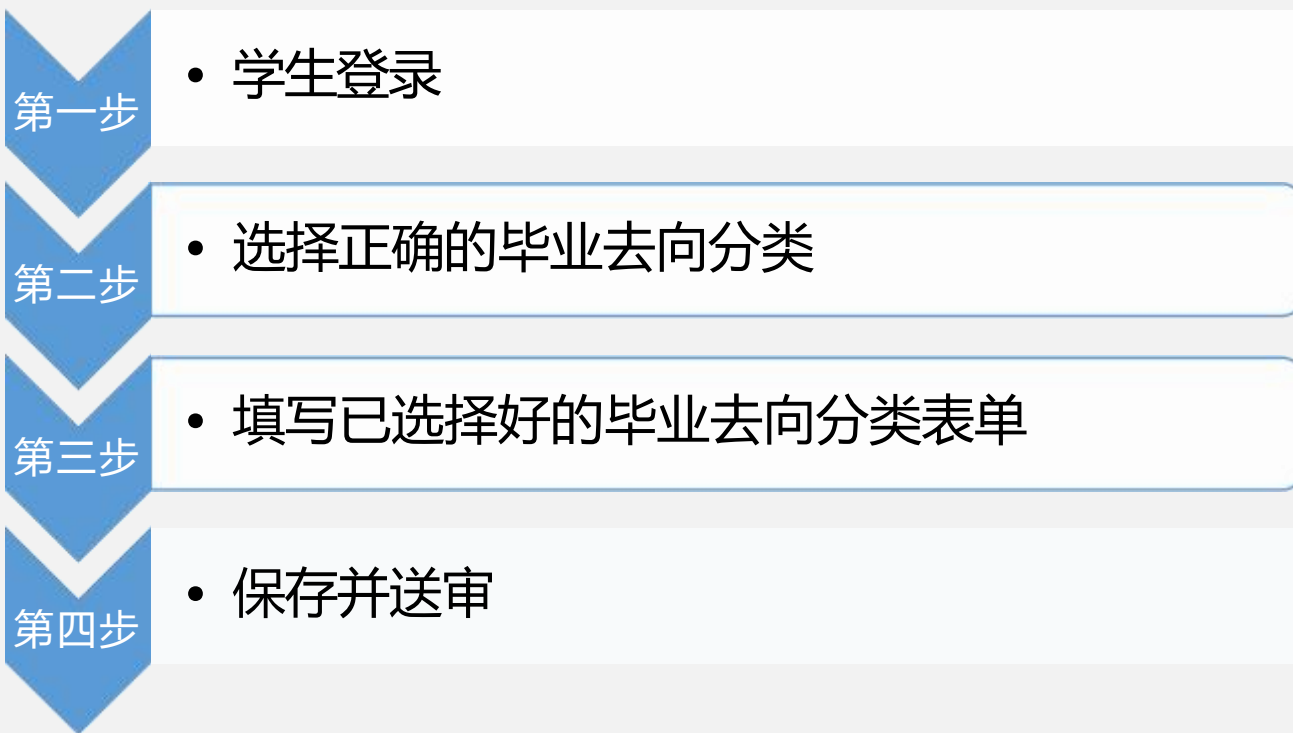 第一步
• 学生登录
第二步
• 选择正确的毕业去向分类
第三步
• 填写已选择好的毕业去向分类表单
第四步
• 保存并送审